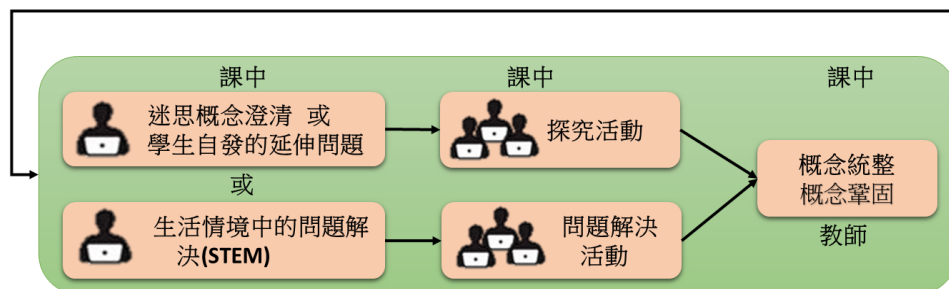 課中
課中
課中
迷思概念澄清 或
學生自發的延伸問題
探究活動
或
生活情境中的問題解
決(STEM)
問題解決
活動
概念統整
概念鞏固
教師